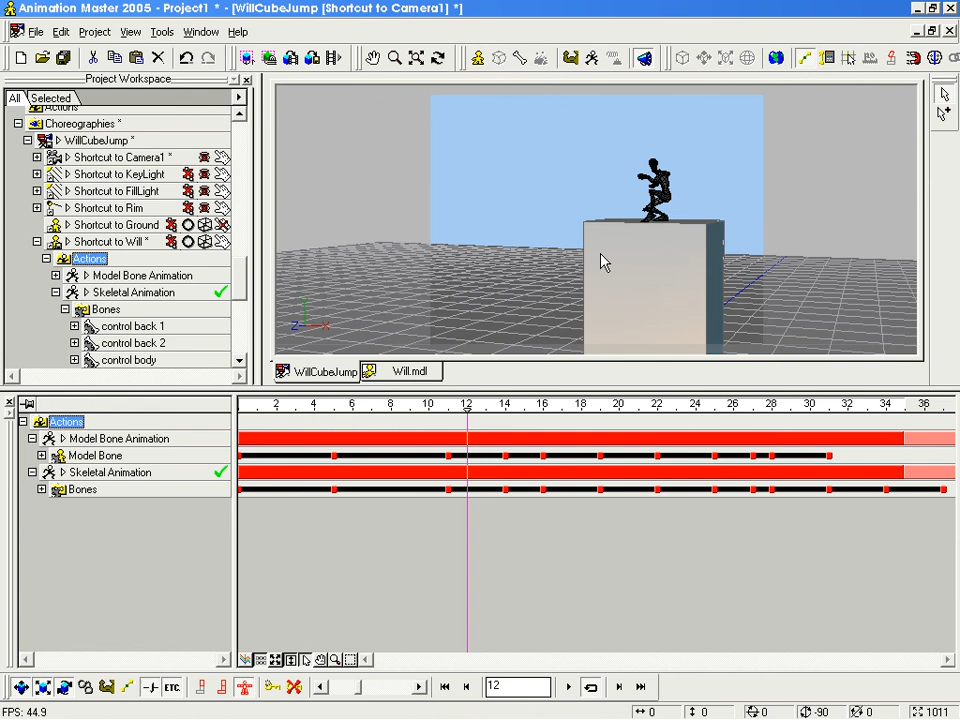 Animation Master 2005 - Project1 * - [WillCubeJump [Shortcut to Camera1] *]
File Edit Project View Tools Window Help
Project Workspace
All Selected
Actions
Choreographies *
WillCubeJump *
Shortcut to Camera1 *
Shortcut to KeyLight
Shortcut to FillLight
Shortcut to Rim
Shortcut to Ground
Shortcut to Will *
Actions
Model Bone Animation
Skeletal Animation
Bones
control back 1
control back 2
control body
Z X
WillCubeJump Will.mdl
2 4 6 8 10 12 14 16 18 20 22 24 26 28 30 32 34 36
Actions
Model Bone Animation
Model Bone
Skeletal Animation
Bones
ETC. 12
FPS: 44.9 0 0 0 -90 0 1011